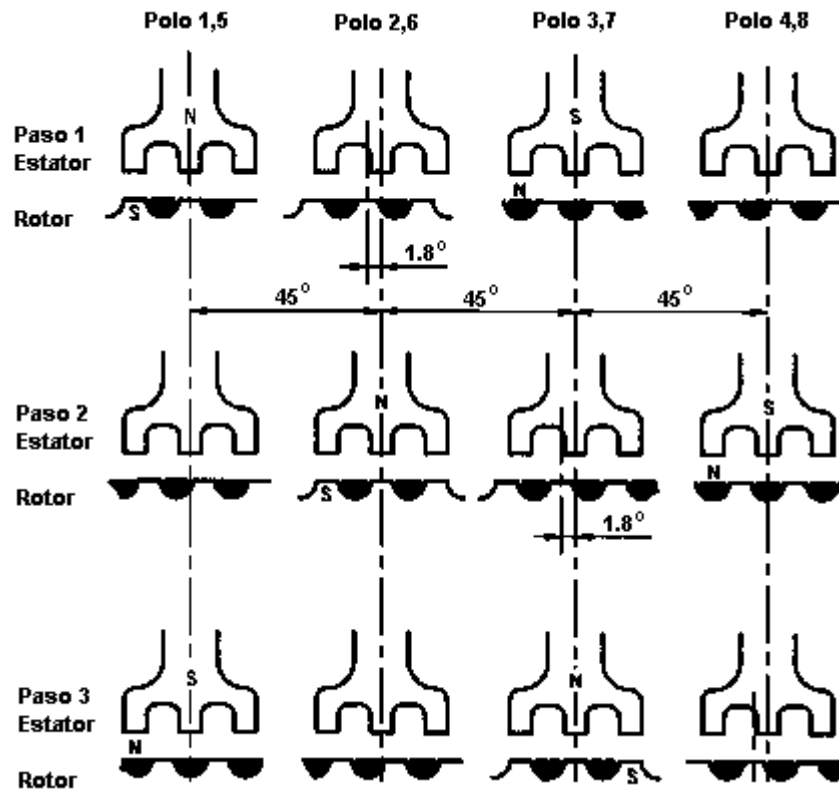 Polo 1,5 Polo 2,6 Polo 3,7 Polo 4,8
N S
Paso 1
Estator
N
Rotor S
1.8°
45° 45° 45°
Paso 2
Estator
N S
N
Rotor S
1.8°
S N
Paso 3
Estator
N
Rotor S